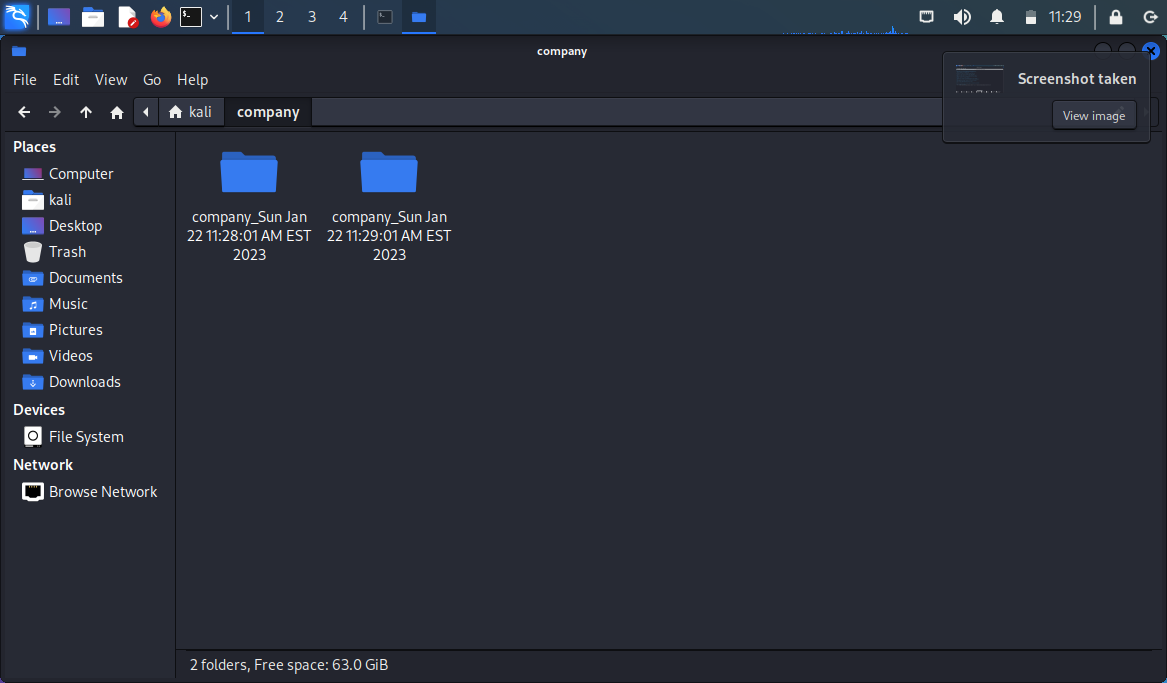 1 2 3 4 11:29
company
File Edit View Go Help
Screenshot taken
kali company
View image
Places
Computer
kali
Desktop
Trash
Documents
Music
Pictures
Videos
Downloads
Devices
File System
Network
Browse Network
company_Sun Jan
22 11:28:01 AM EST
2023
company_Sun Jan
22 11:29:01 AM EST
2023
2 folders, Free space: 63.0 GiB